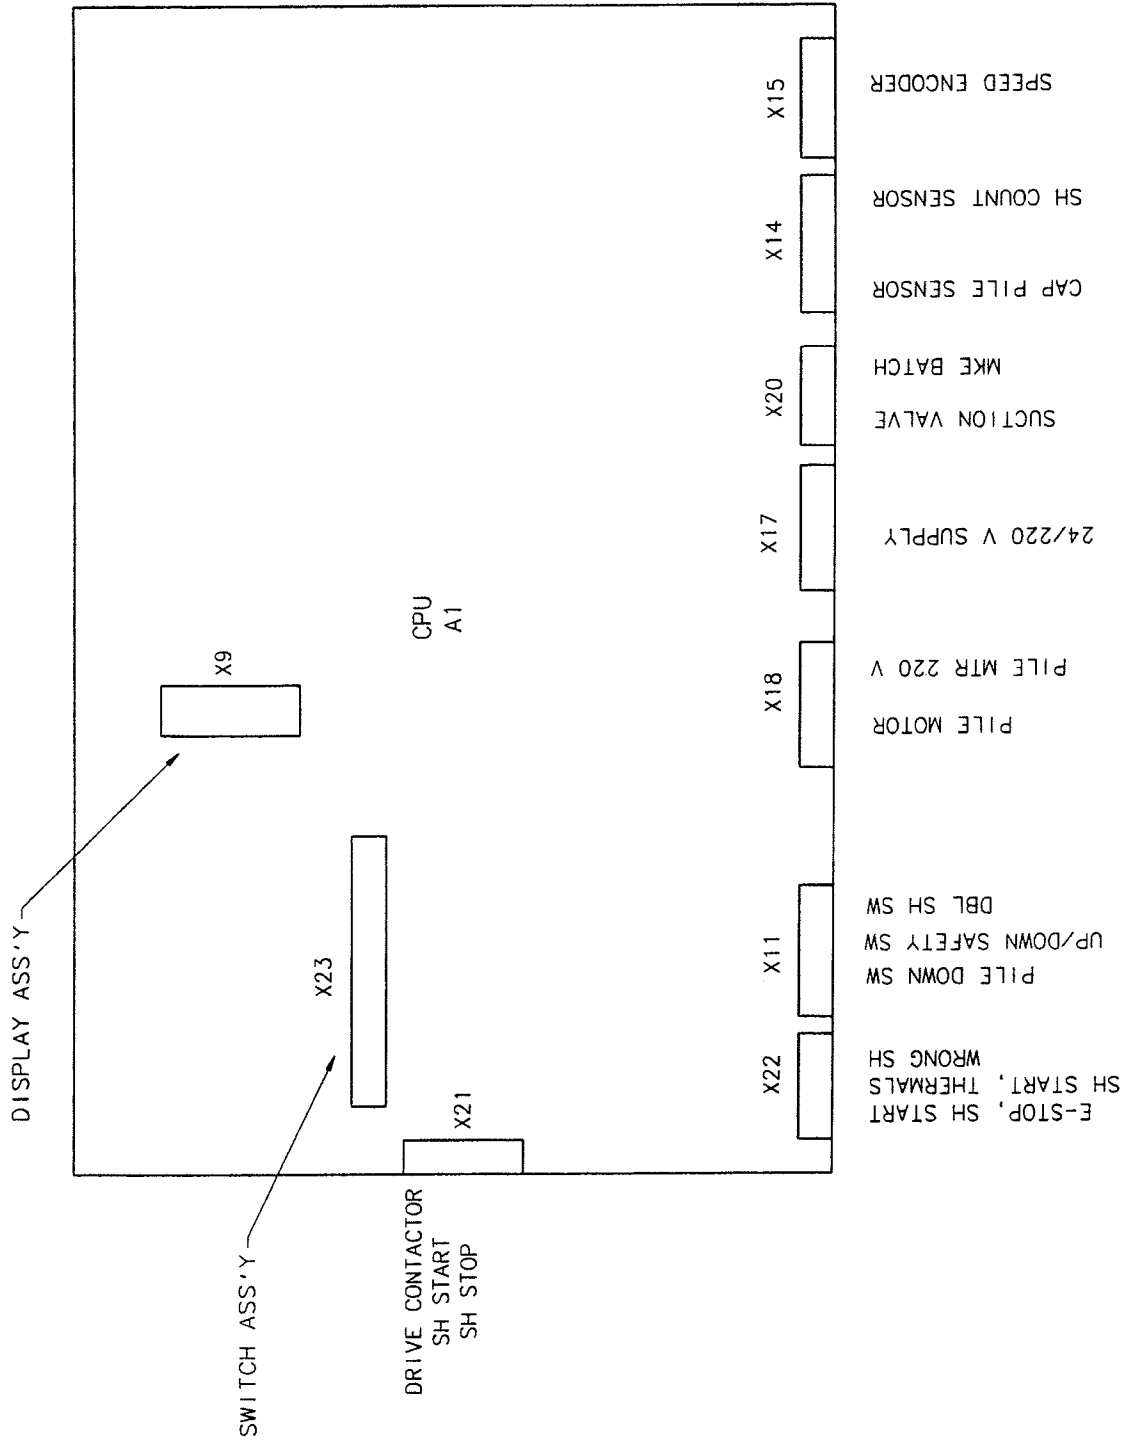 DISPLAY ASS'Y
SWITCH ASS'Y
X9
X23
CPU
A1
DRIVE CONTACTOR
SH START
SH STOP
X21
X22
X11
X18
X17
X20
X14
X15
E-STOP, SH START
SH START, THERMALS
WRONG SH
PILE DOWN SW
UP/DOWN SAFETY SW
DBL SH SW
PILE MOTOR
PILE MTR 220 V
24/220 V SUPPLY
SUCTION VALVE
MKE BATCH
CAP PILE SENSOR
SH COUNT SENSOR
SPEED ENCODER